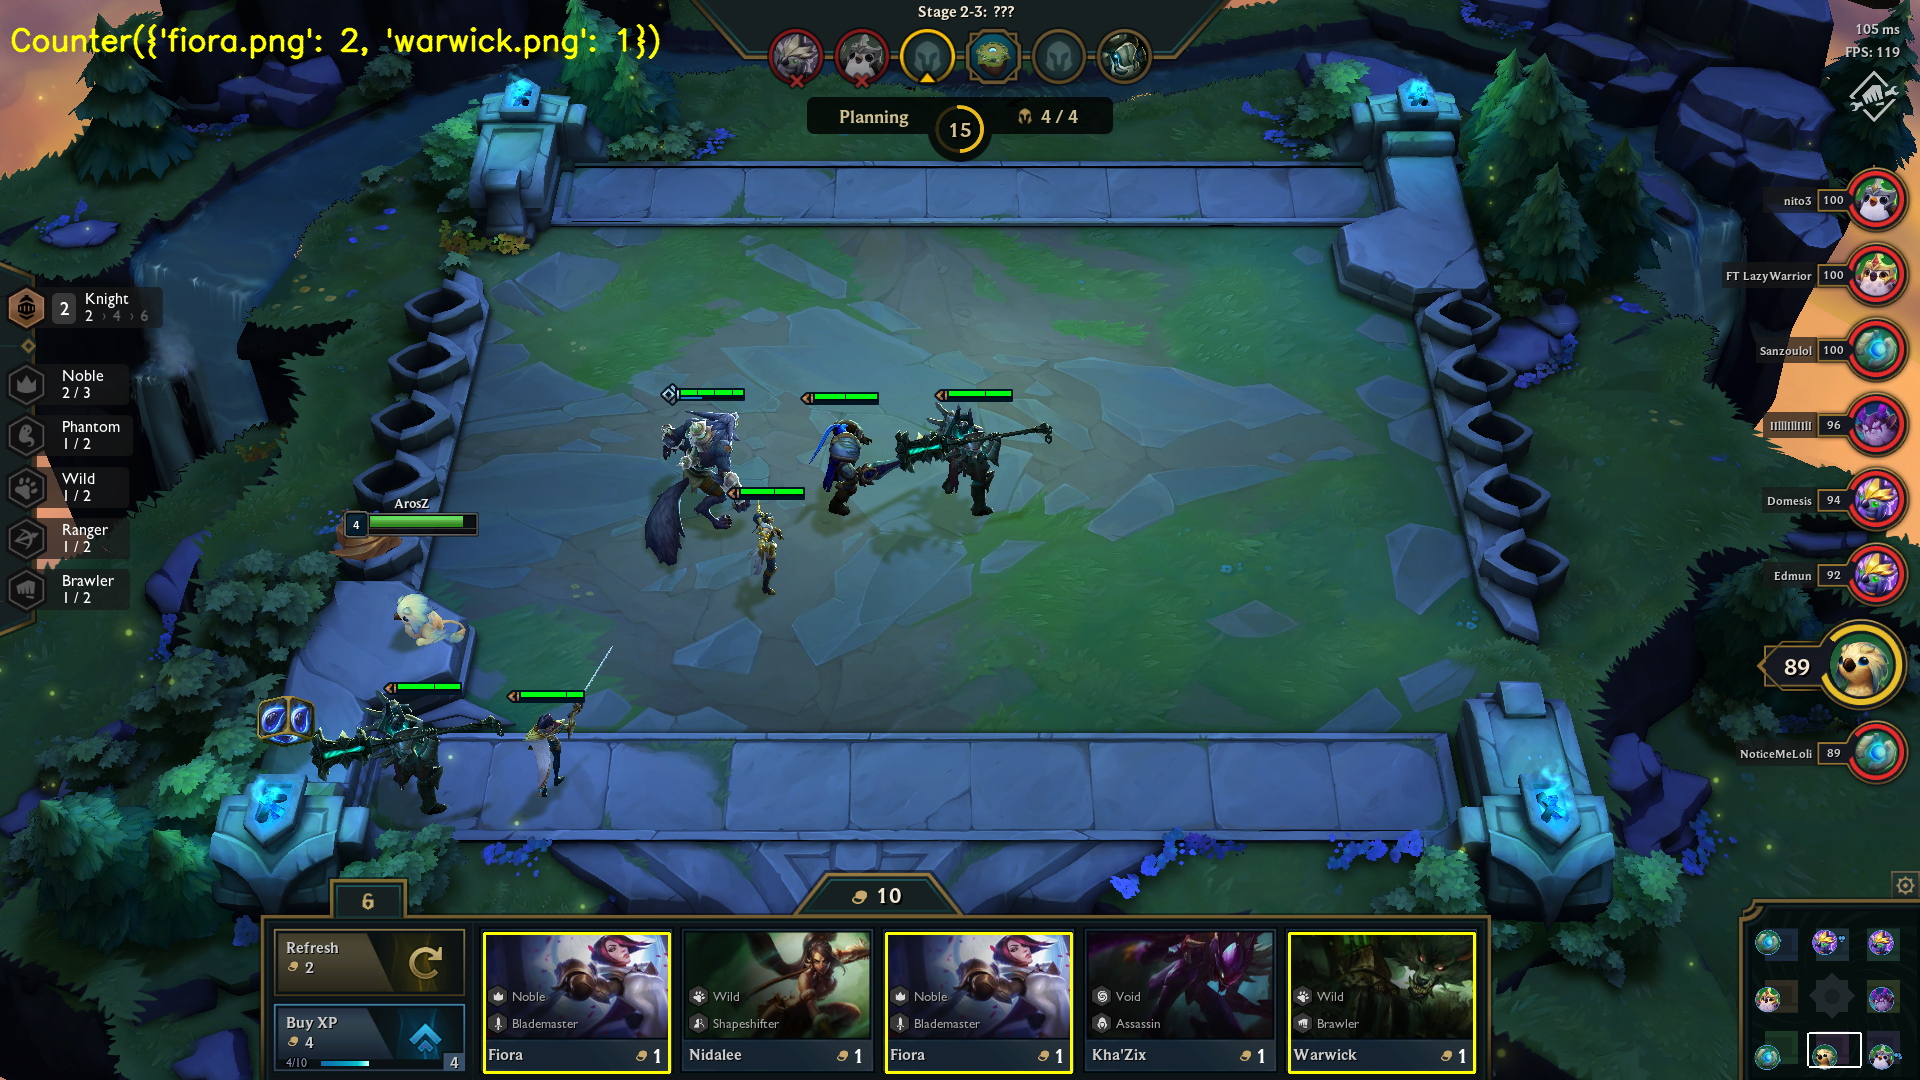 Stage 2-3: ???
Counter({'fiora.png': 2, 'warwick.png': 1})
105 ms
FPS: 119
Planning
15
4 / 4
nito3 100
FT LazyWarrior 100
Sanzoulol 100
96
Domesis 94
Edmun 92
89
NoticeMeLoli 89
2
Knight
2 › 4 › 6
Noble
2 / 3
Phantom
1 / 2
Wild
1 / 2
Ranger
1 / 2
Brawler
1 / 2
ArosZ
4
6
10
Refresh
2
Buy XP
4
4/10
4
Noble
Blademaster
Fiora 1
Wild
Shapeshifter
Nidalee 1
Noble
Blademaster
Fiora 1
Void
Assassin
Kha'Zix 1
Wild
Brawler
Warwick 1